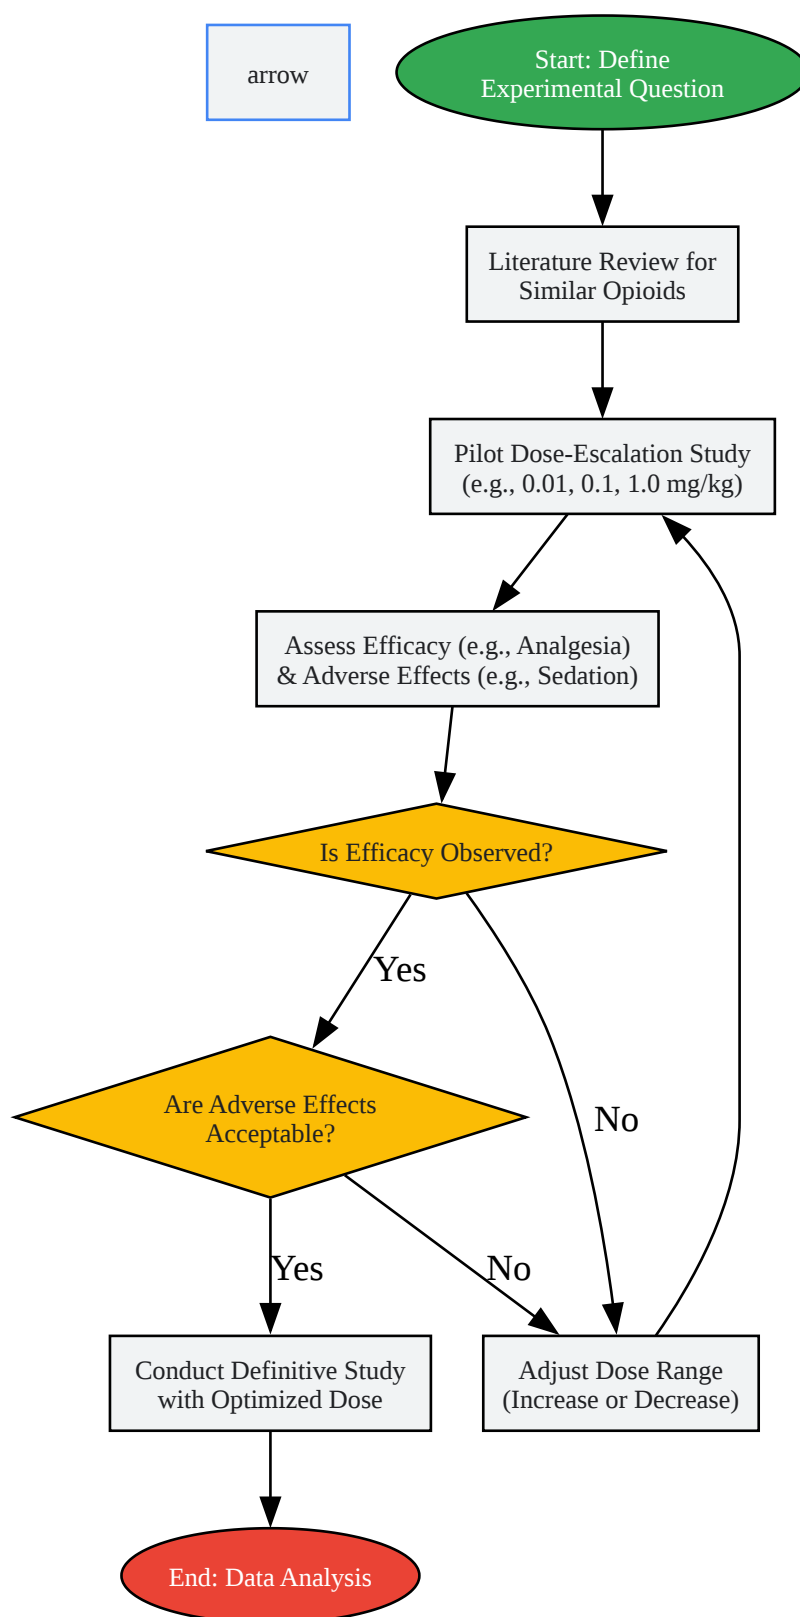 arrow
Start: Define
Experimental Question
Literature Review for
Similar Opioids
Pilot Dose-Escalation Study
(e.g., 0.01, 0.1, 1.0 mg/kg)
Assess Efficacy (e.g., Analgesia)
& Adverse Effects (e.g., Sedation)
Is Efficacy Observed?
Yes
Are Adverse Effects
Acceptable?
No
Yes
No
Conduct Definitive Study
with Optimized Dose
Adjust Dose Range
(Increase or Decrease)
End: Data Analysis